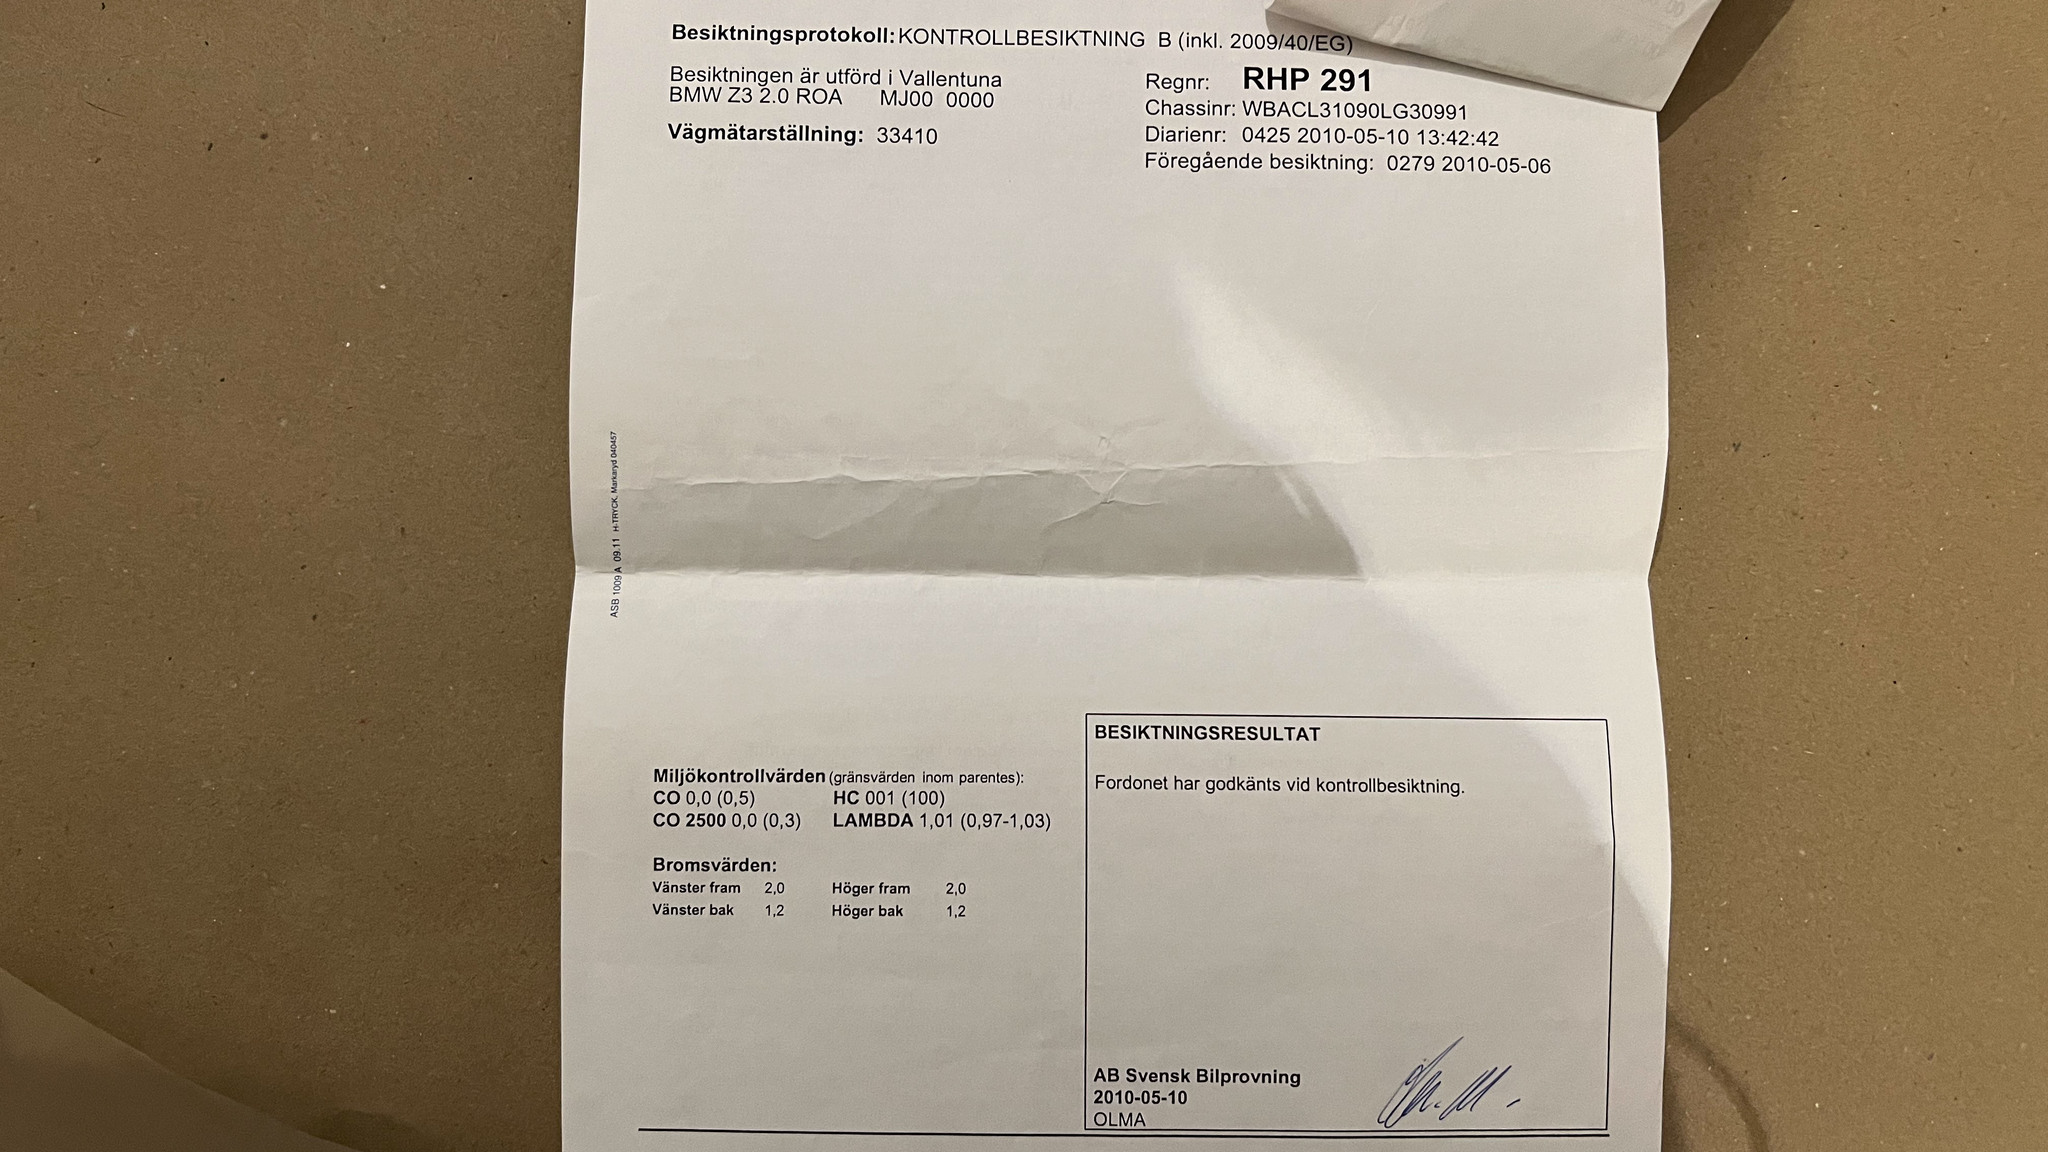 Besiktningsprotokoll: KONTROLLBESIKTNING B (inkl. 2009/40/EG)
Besiktningen är utförd i Vallentuna
BMW Z3 2.0 ROA MJ00 0000
Vägmätarställning: 33410
Regnr: RHP 291
Chassinr: WBACL31090LG30991
Diarienr: 0425 2010-05-10 13:42:42
Föregående besiktning: 0279 2010-05-06
ASB 1009 A 09.11 H-TRYCK, Markaryd 040457
Miljökontrollvärden (gränsvärden inom parentes):
CO 0,0 (0,5) HC 001 (100)
CO 2500 0,0 (0,3) LAMBDA 1,01 (0,97-1,03)
Bromsvärden:
Vänster fram 2,0 Höger fram 2,0
Vänster bak 1,2 Höger bak 1,2
BESIKTNINGSRESULTAT
Fordonet har godkänts vid kontrollbesiktning.
AB Svensk Bilprovning
2010-05-10
OLMA